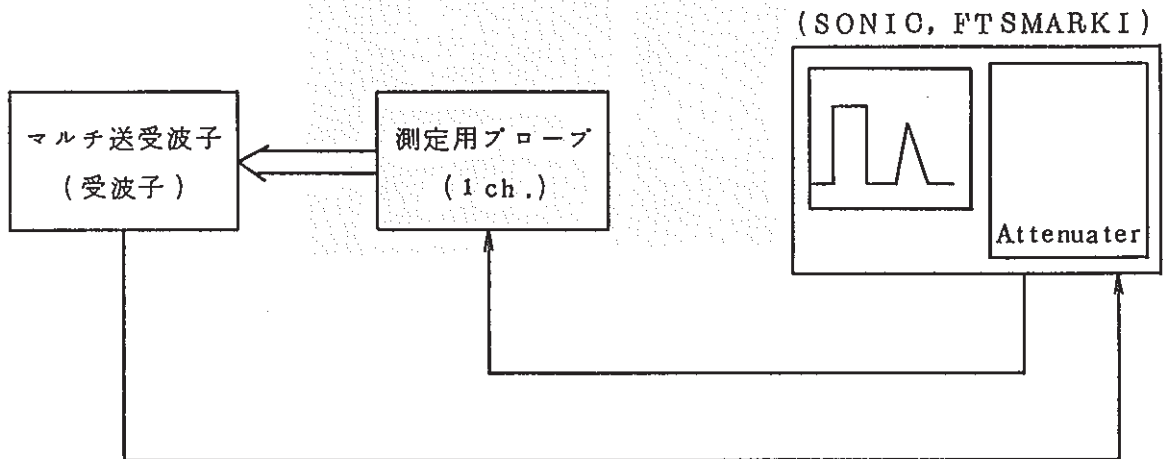 (SONIC, FTSMARKI)
マルチ送受波子
(受波子)
測定用プローブ
(1ch.)
Attenuater